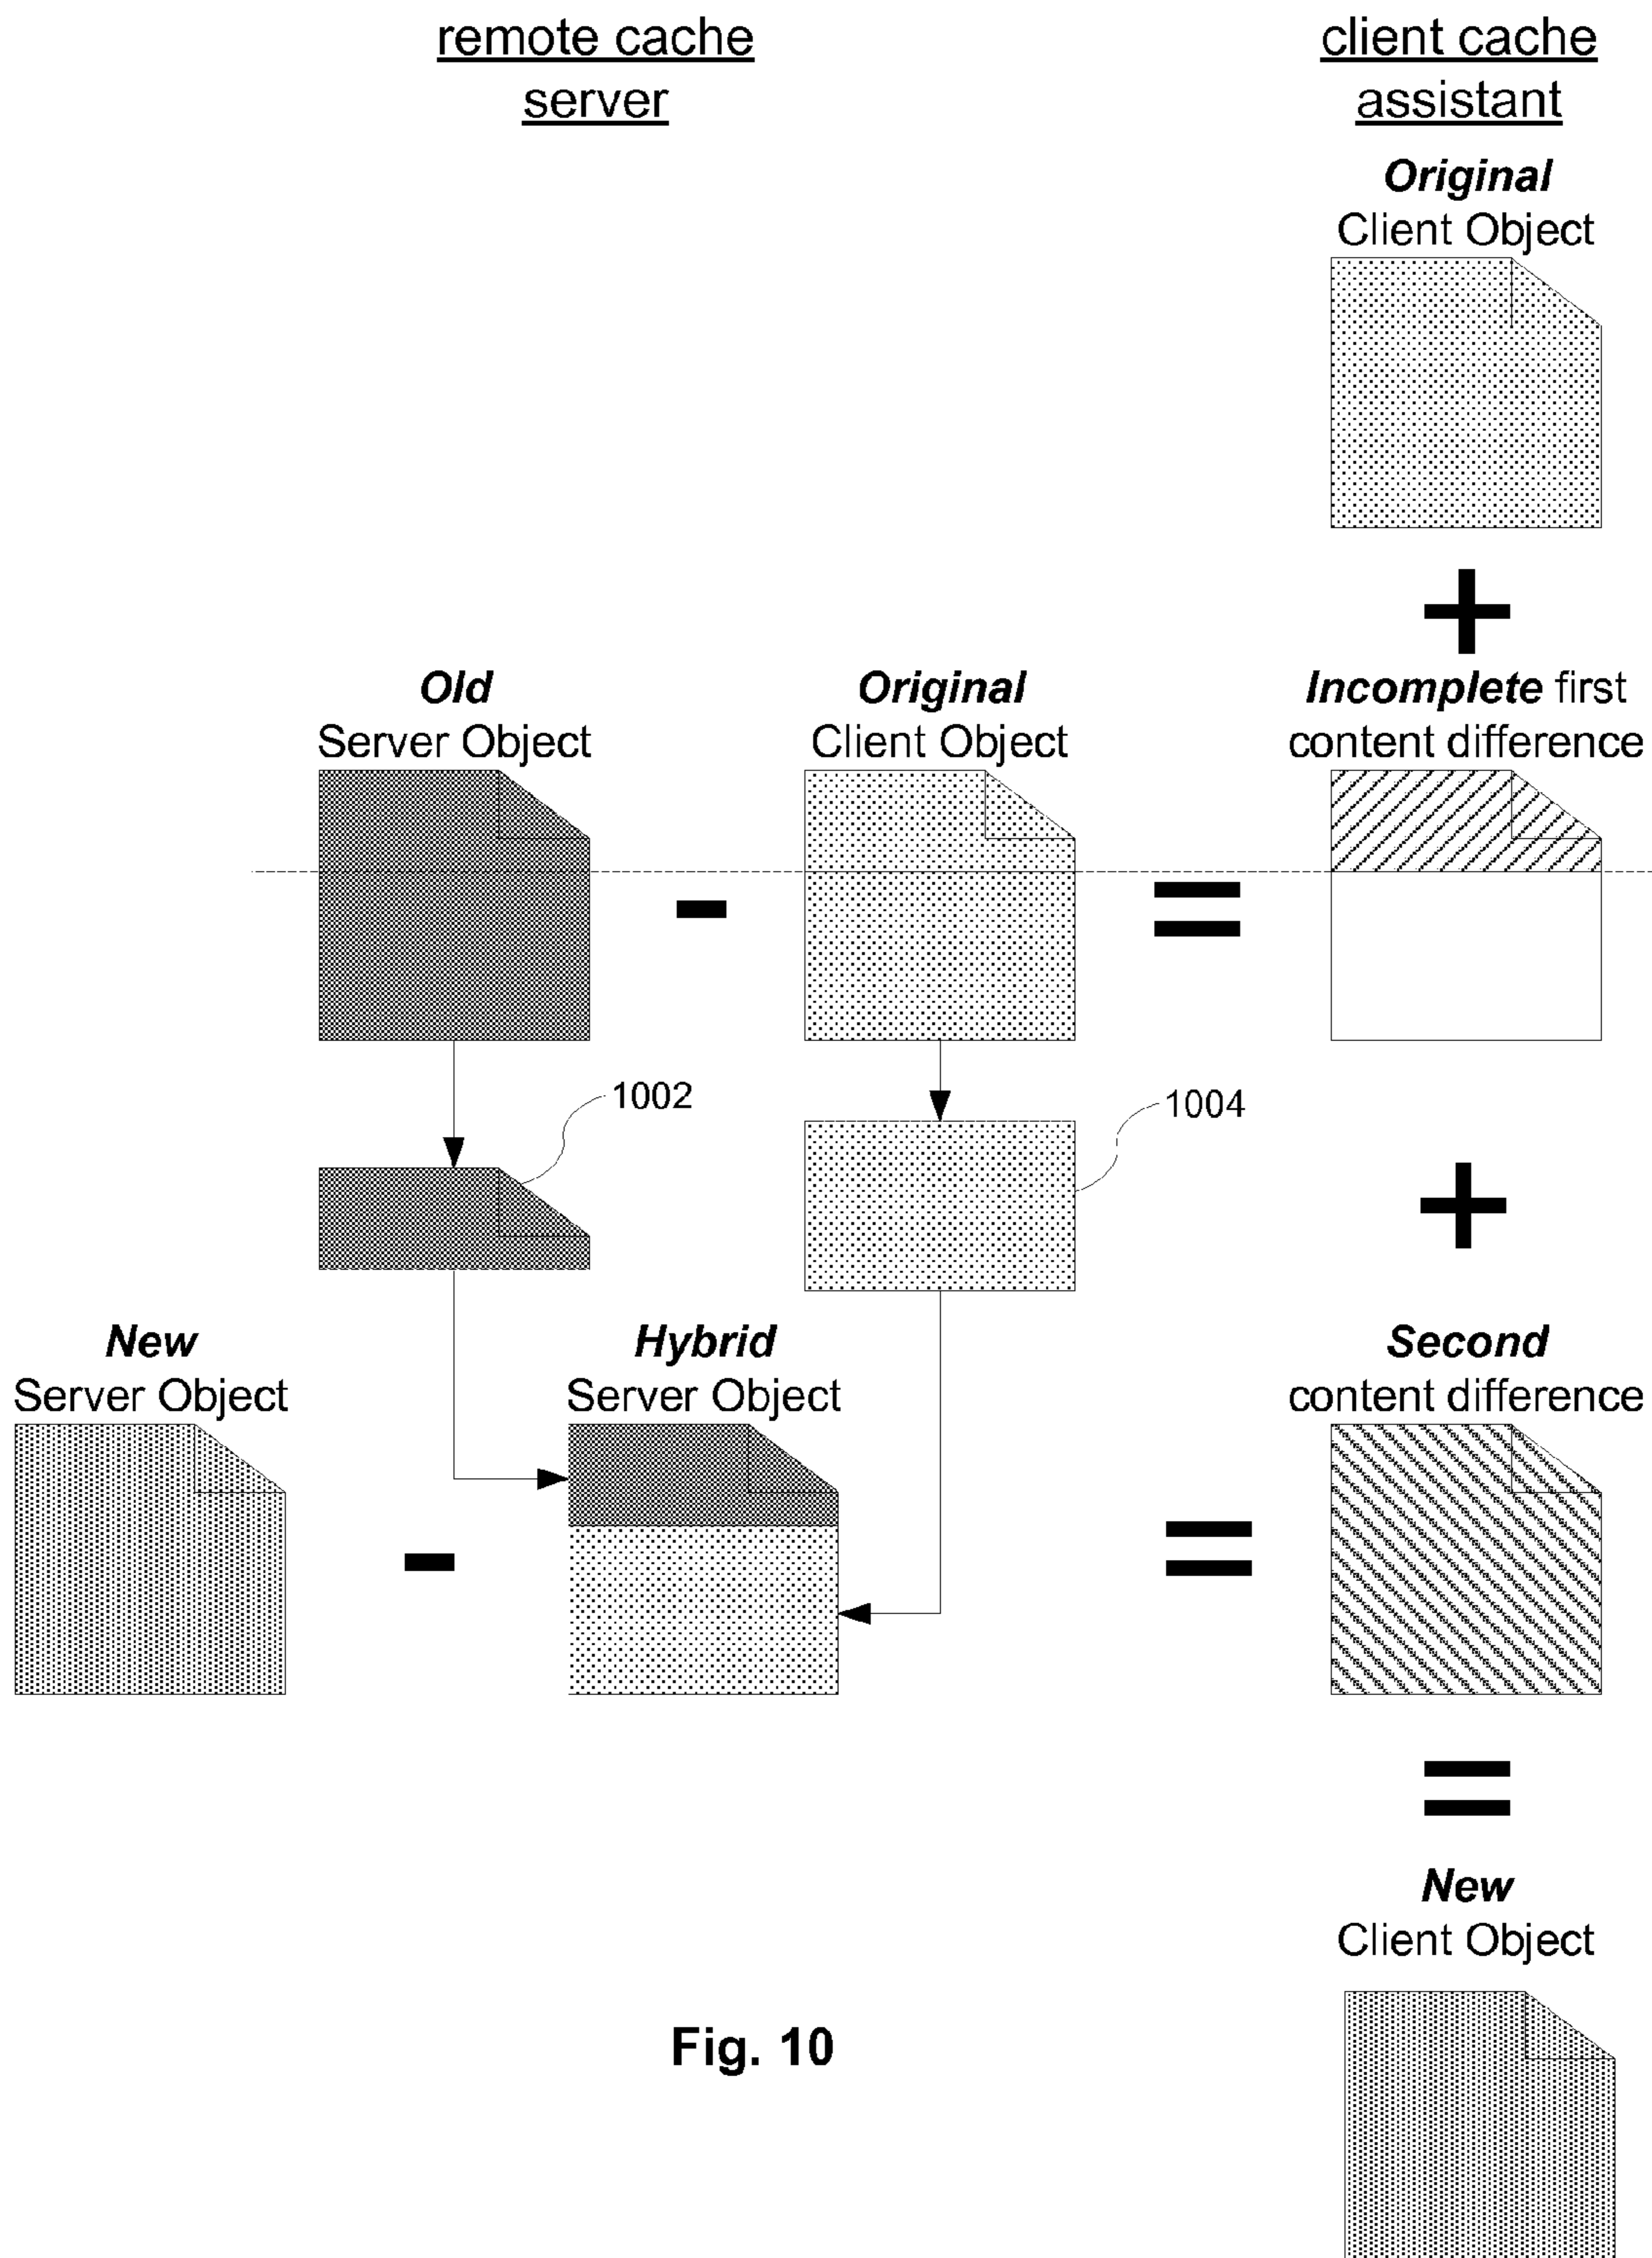 remote cache
server
client cache
assistant
Original
Client Object
+
Old
Server Object
Original
Client Object
Incomplete first
content difference
-
=
1002
1004
+
New
Server Object
Hybrid
Server Object
Second
content difference
-
=
=
New
Client Object
Fig. 10